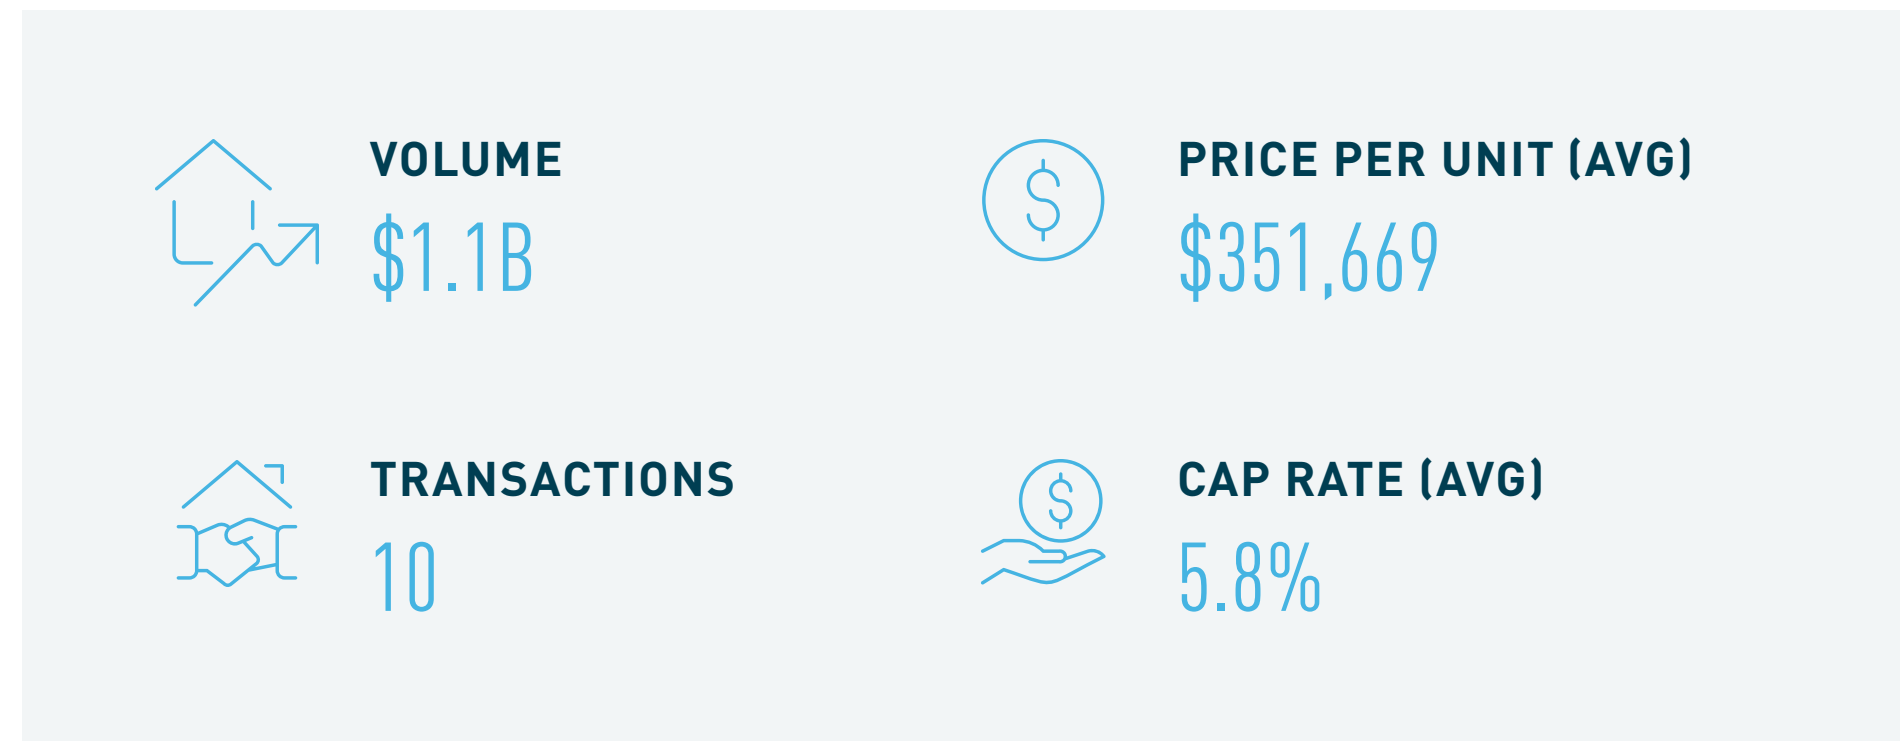 VOLUME
$1.1B
PRICE PER UNIT (AVG)
$351,669
TRANSACTIONS
10
CAP RATE (AVG)
5.8%